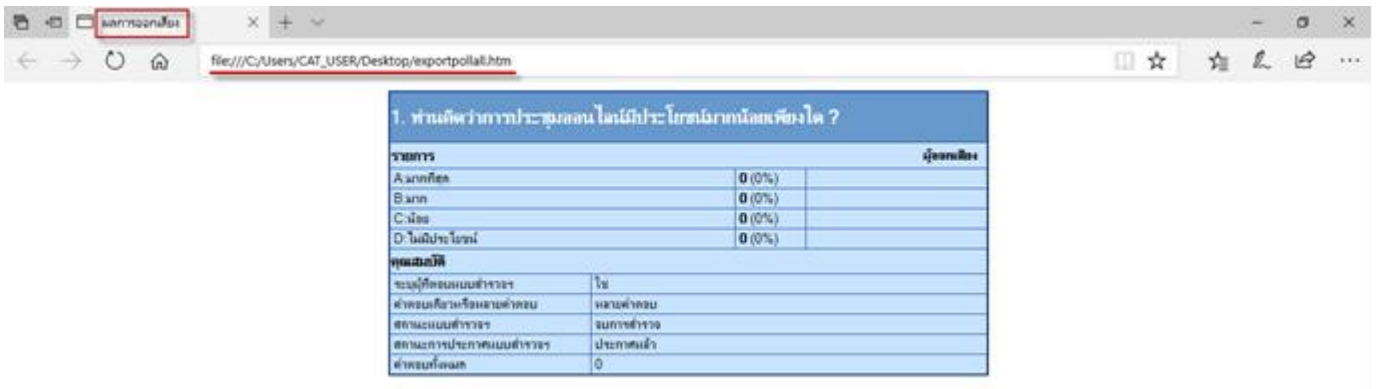 ผลการออกเสียง
file:///C:/Users/CAT_USER/Desktop/exportpollall.htm
1. ท่านคิดว่าการประชุมออนไลน์มีประโยชน์มากน้อยเพียงใด ?
รายการ ผู้ออกเสียง
A:มากที่สุด 0 (0%)
B:มาก 0 (0%)
C:น้อย 0 (0%)
D:ไม่มีประโยชน์ 0 (0%)
คุณสมบัติ
ระบุผู้ที่ตอบแบบสำรวจฯ ใช่
คำตอบเดียวหรือหลายคำตอบ หลายคำตอบ
สถานะแบบสำรวจฯ จบการสำรวจ
สถานะการประกาศแบบสำรวจฯ ประกาศแล้ว
คำตอบทั้งหมด 0